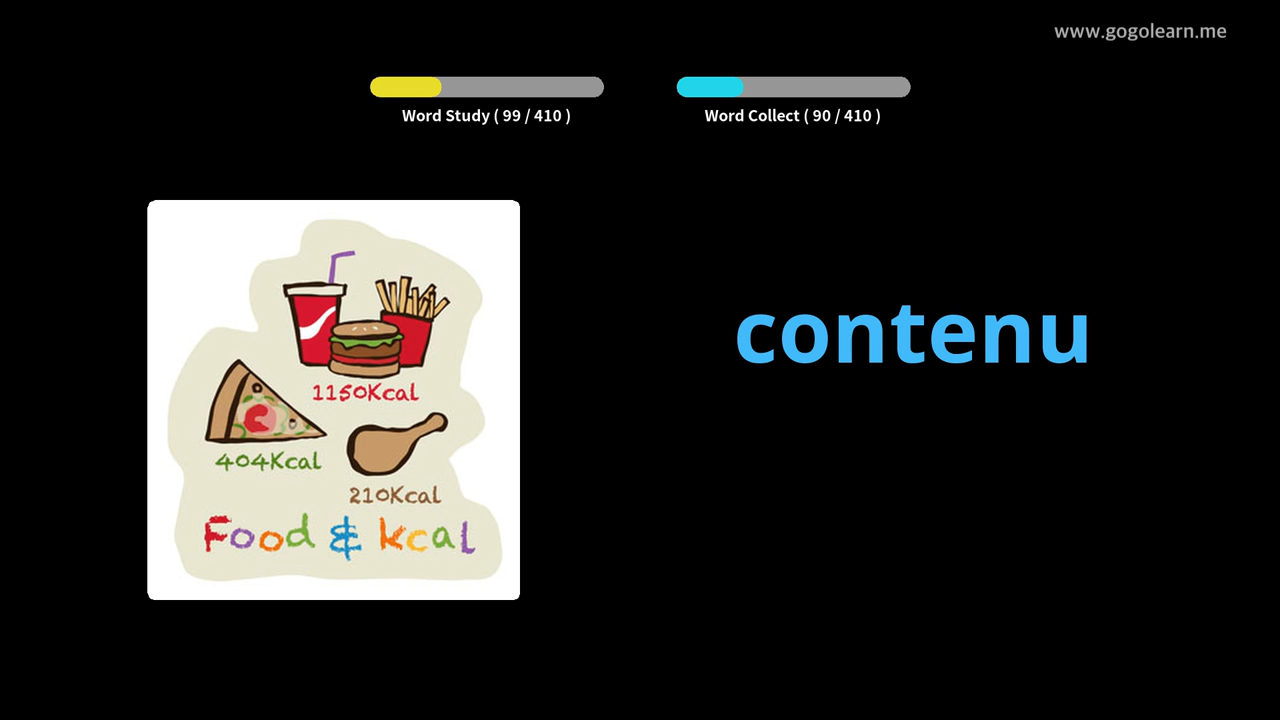 www.gogolearn.me
Word Study ( 99 / 410 )
Word Collect ( 90 / 410 )
1150Kcal
404Kcal
210Kcal
Food & kcal
contenu